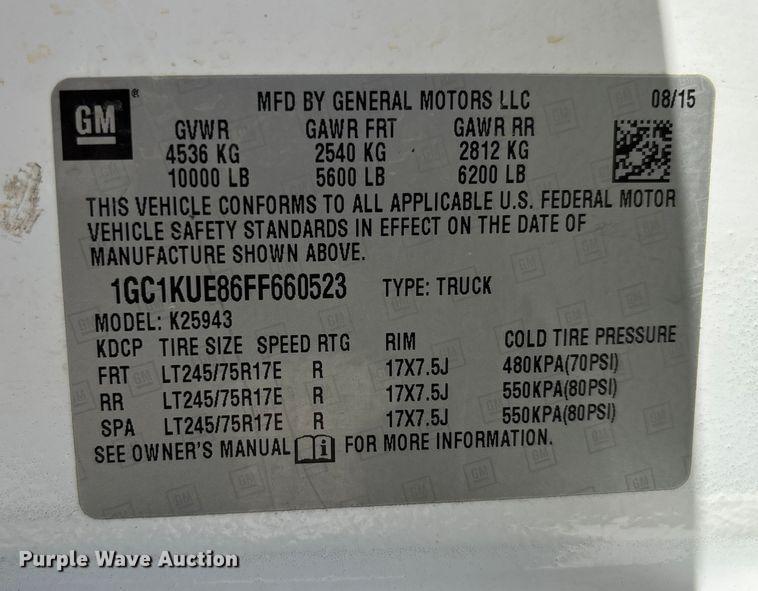 GM ® MFD BY GENERAL MOTORS LLC 08/15
GVWR GAWR FRT GAWR RR
4536 KG 2540 KG 2812 KG
10000 LB 5600 LB 6200 LB
THIS VEHICLE CONFORMS TO ALL APPLICABLE U.S. FEDERAL MOTOR
VEHICLE SAFETY STANDARDS IN EFFECT ON THE DATE OF
MANUFACTURE SHOWN ABOVE.
1GC1KUE86FF660523 TYPE: TRUCK
MODEL: K25943
KDCP TIRE SIZE SPEED RTG RIM COLD TIRE PRESSURE
FRT LT245/75R17E R 17X7.5J 480KPA(70PSI)
RR LT245/75R17E R 17X7.5J 550KPA(80PSI)
SPA LT245/75R17E R 17X7.5J 550KPA(80PSI)
SEE OWNER'S MANUAL i FOR MORE INFORMATION.
Purple Wave Auction